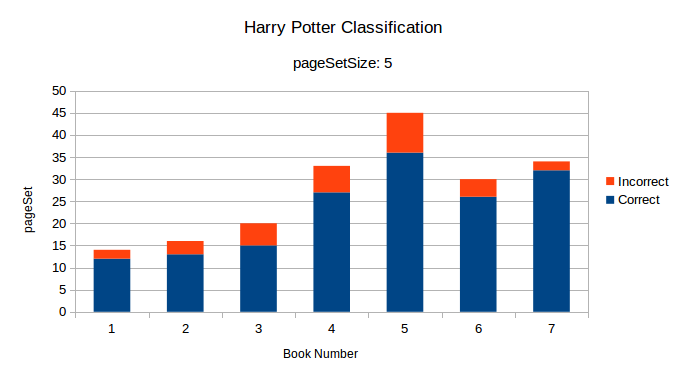 Harry Potter Classification
pageSetSize: 5
50
45
40
35
30
25
20
15
10
5
0
pageSet
1 2 3 4 5 6 7
Book Number
Incorrect
Correct